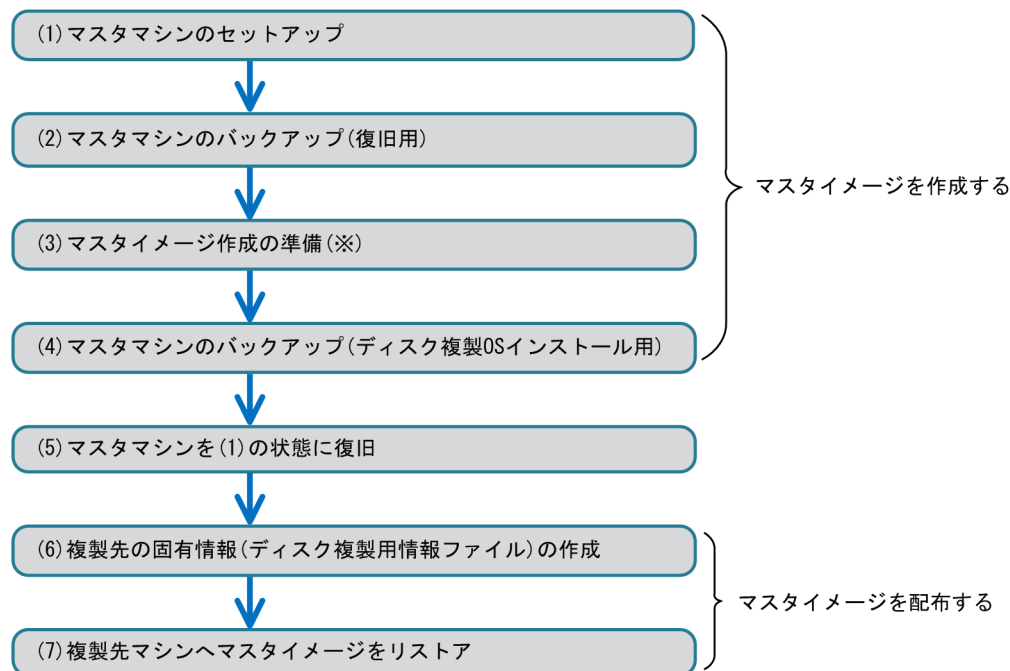 (1)マスタマシンのセットアップ
(2)マスタマシンのバックアップ(復旧用)
マスタイメージを作成する
(3)マスタイメージ作成の準備(※)
(4)マスタマシンのバックアップ(ディスク複製OSインストール用)
(5)マスタマシンを(1)の状態に復旧
(6)複製先の固有情報(ディスク複製用情報ファイル)の作成
マスタイメージを配布する
(7)複製先マシンへマスタイメージをリストア